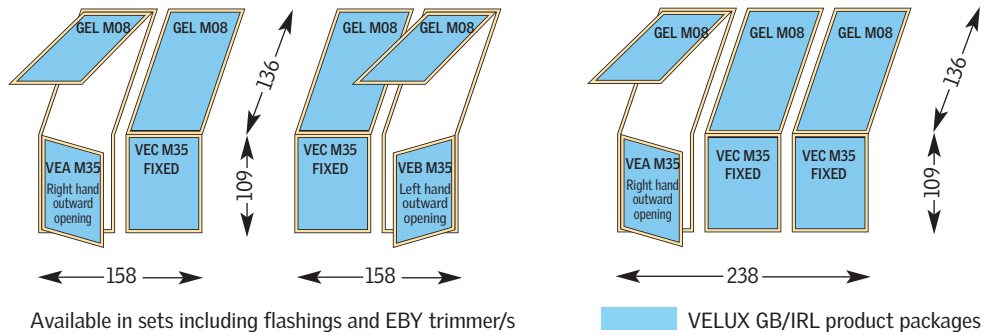 GEL M08
GEL M08
136
VEA M35
Right hand
outward
opening
VEC M35
FIXED
109
158
GEL M08
GEL M08
VEC M35
FIXED
VEB M35
Left hand
outward
opening
158
GEL M08
GEL M08
GEL M08
136
VEA M35
Right hand
outward
opening
VEC M35
FIXED
VEC M35
FIXED
109
238
Available in sets including flashings and EBY trimmer/s
VELUX GB/IRL product packages